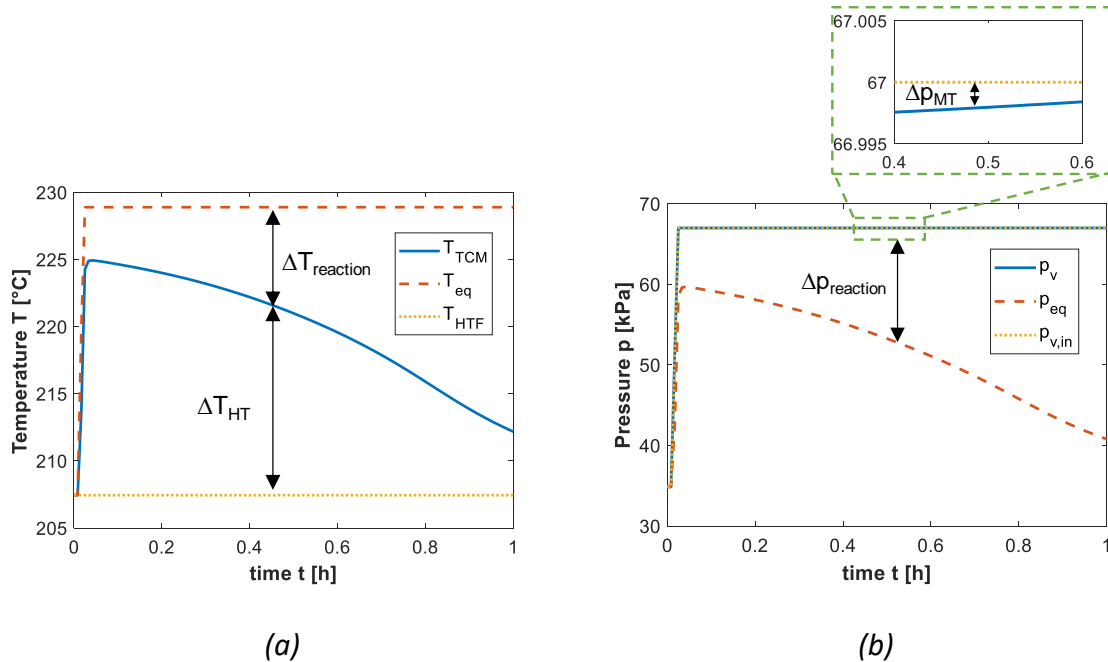 230
225
220
215
210
205
Temperature T [°C]
ΔT_reaction
ΔT_HT
T_TCM
T_eq
T_HTF
0
0.2
0.4
0.6
0.8
1
time t [h]
(a)
67.005
67
66.995
Δp_MT
0.4
0.5
0.6
70
60
50
40
30
Pressure p [kPa]
Δp_reaction
p_v
p_eq
p_v,in
0
0.2
0.4
0.6
0.8
1
time t [h]
(b)